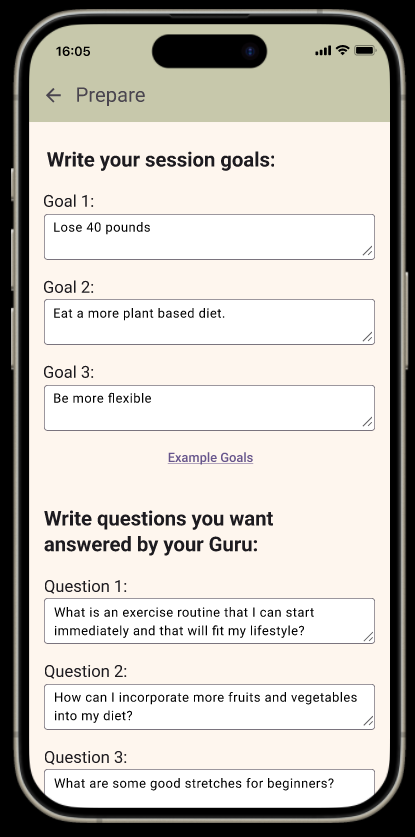 16:05
Prepare
Write your session goals:
Goal 1:
Lose 40 pounds
Goal 2:
Eat a more plant based diet.
Goal 3:
Be more flexible
Example Goals
Write questions you want
answered by your Guru:
Question 1:
What is an exercise routine that I can start
immediately and that will fit my lifestyle?
Question 2:
How can I incorporate more fruits and vegetables
into my diet?
Question 3:
What are some good stretches for beginners?